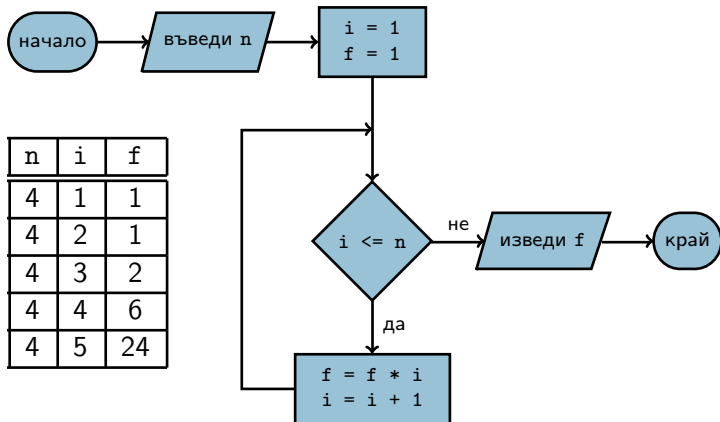 начало
въведи n
i = 1
f = 1
n i f
4 1 1
4 2 1
4 3 2
4 4 6
4 5 24
i <= n
не
изведи f
край
да
f = f * i
i = i + 1